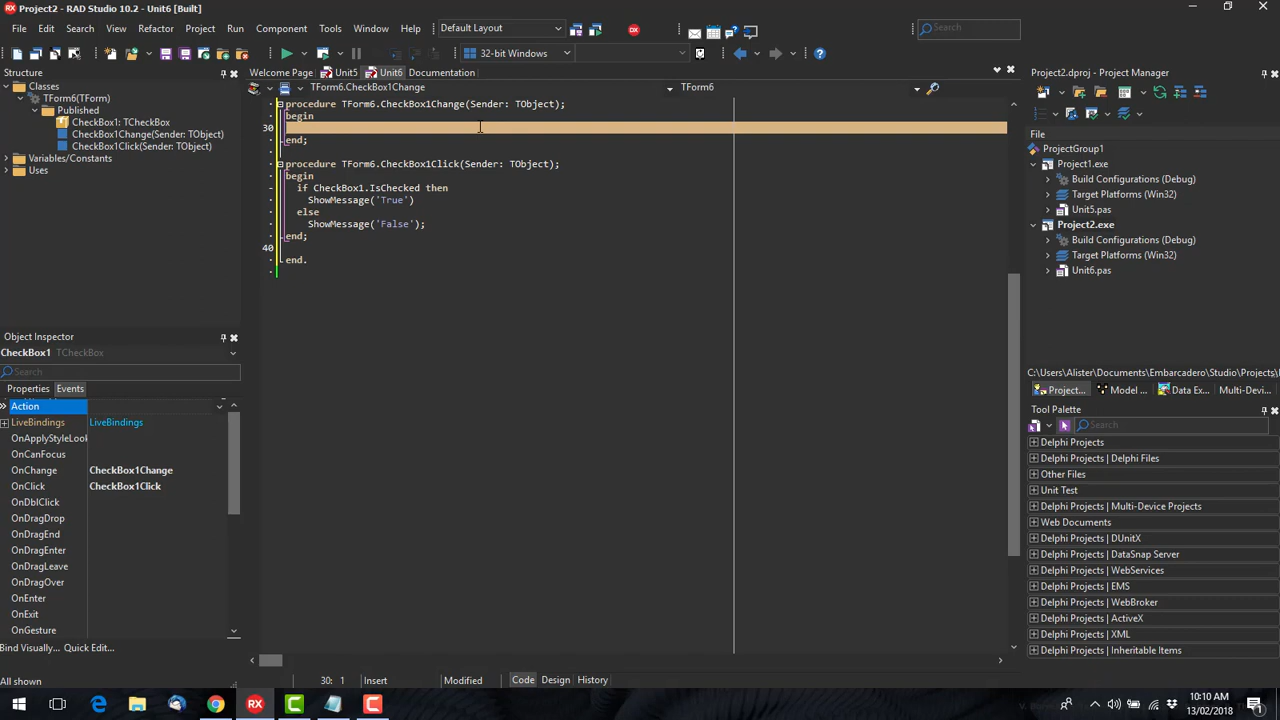 Project2 - RAD Studio 10.2 - Unit6 [Built]
File Edit Search View Refactor Project Run Component Tools Window Help
Default Layout
Search
32-bit Windows
Structure
Classes
TForm6(TForm)
Published
CheckBox1: TCheckBox
CheckBox1Change(Sender: TObject)
CheckBox1Click(Sender: TObject)
Variables/Constants
Uses
Welcome Page Unit5 Unit6 Documentation
TForm6.CheckBox1Change TForm6
procedure TForm6.CheckBox1Change(Sender: TObject);
begin
30
end;
procedure TForm6.CheckBox1Click(Sender: TObject);
begin
if CheckBox1.IsChecked then
ShowMessage('True')
else
ShowMessage('False');
end;
40
end.
Object Inspector
CheckBox1 TCheckBox
Search
Properties Events
Action
LiveBindings LiveBindings
OnApplyStyleLook
OnCanFocus
OnChange CheckBox1Change
OnClick CheckBox1Click
OnDblClick
OnDragDrop
OnDragEnd
OnDragEnter
OnDragLeave
OnDragOver
OnEnter
OnExit
OnGesture
OnKeyDown
Bind Visually... Quick Edit...
All shown
30: 1 Insert Modified Code Design History
Project2.dproj - Project Manager
File
ProjectGroup1
Project1.exe
Build Configurations (Debug)
Target Platforms (Win32)
Unit5.pas
Project2.exe
Build Configurations (Debug)
Target Platforms (Win32)
Unit6.pas
C:\Users\Alister\Documents\Embarcadero\Studio\Projects\
Project... Model ... Data Ex... Multi-Devi...
Tool Palette
Search
Delphi Projects
Delphi Projects | Delphi Files
Other Files
Unit Test
Delphi Projects | Multi-Device Projects
Web Documents
Delphi Projects | DUnitX
Delphi Projects | DataSnap Server
Delphi Projects | WebServices
Delphi Projects | EMS
Delphi Projects | WebBroker
Delphi Projects | ActiveX
Delphi Projects | XML
Delphi Projects | Inheritable Items
10:10 AM
13/02/2018